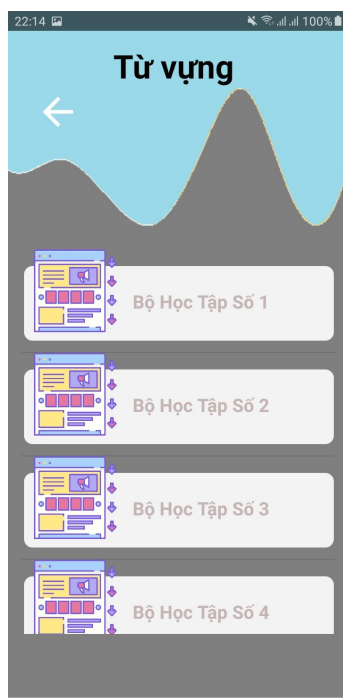 22:14 100%
Từ vựng
Bộ Học Tập Số 1
Bộ Học Tập Số 2
Bộ Học Tập Số 3
Bộ Học Tập Số 4